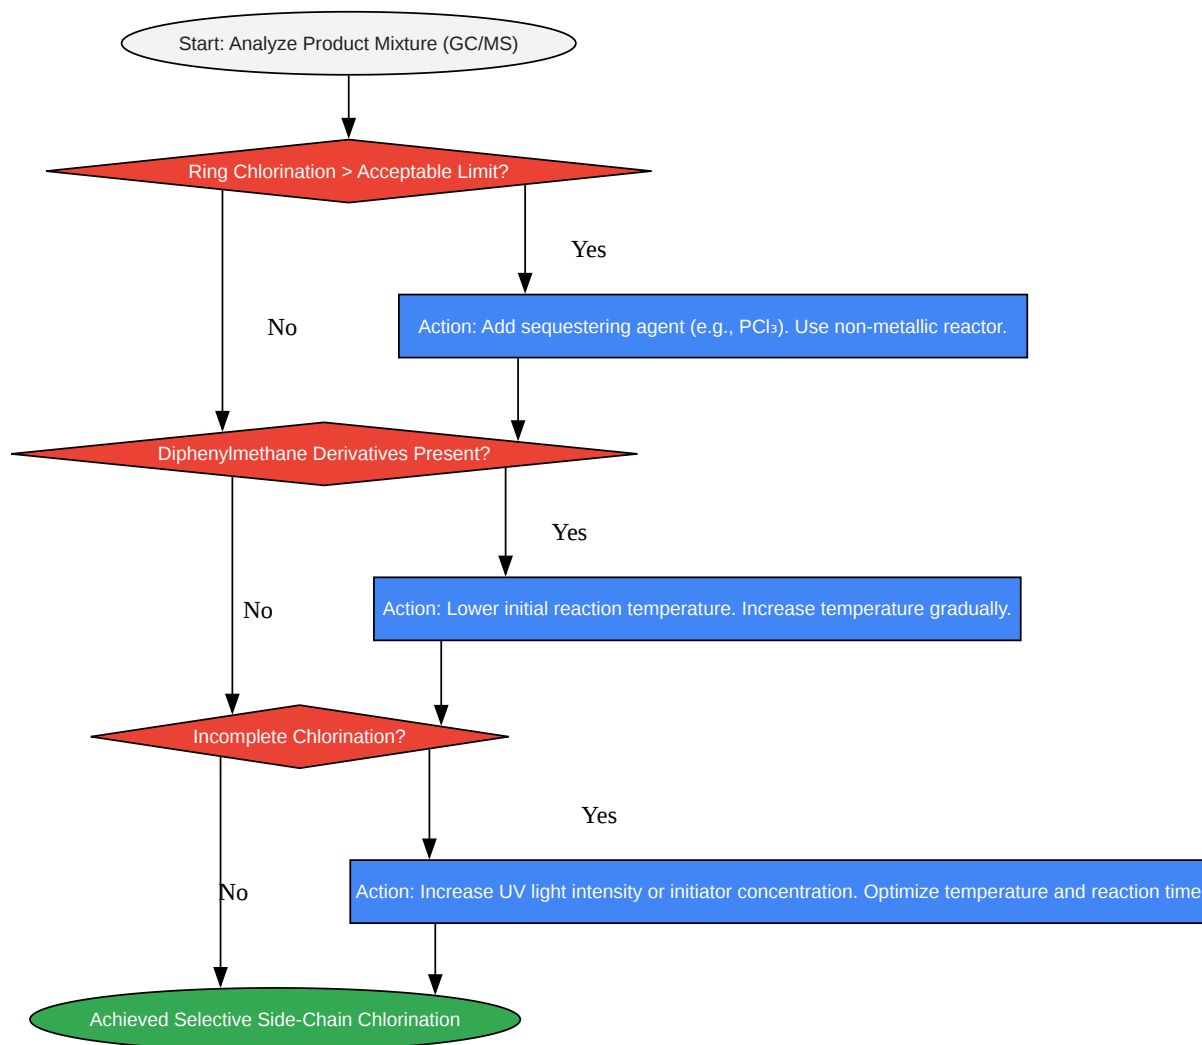 Start: Analyze Product Mixture (GC/MS)
Ring Chlorination > Acceptable Limit?
Yes
No
Action: Add sequestering agent (e.g., PCl₃). Use non-metallic reactor.
Diphenylmethane Derivatives Present?
Yes
No
Action: Lower initial reaction temperature. Increase temperature gradually.
Incomplete Chlorination?
Yes
No
Action: Increase UV light intensity or initiator concentration. Optimize temperature and reaction time
Achieved Selective Side-Chain Chlorination